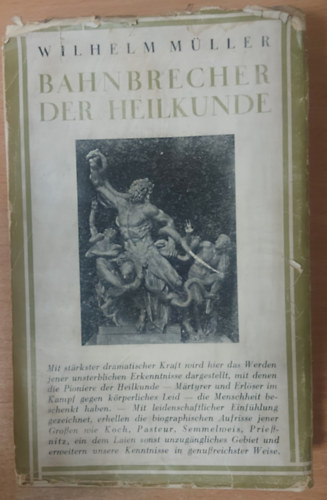 WILHELM MÜLLER
BAHNBRECHER
DER HEILKUNDE
Mit stärkster dramatischer Kraft wird hier das Werden
jener unsterblichen Erkenntnisse dargestellt, mit denen
die Pioniere der Heilkunde — Märtyrer und Erlöser im
Kampf gegen körperliches Leid — die Menschheit be-
schenkt haben. — Mit leidenschaftlicher Einfühlung
gezeichnet, erhellen die biographischen Aufrisse jener
Großen wie Koch, Pasteur, Semmelweis, Prieß-
nitz, ein dem Laien sonst unzugängliches Gebiet und
erweitern unsere Kenntnisse in genußreichster Weise.